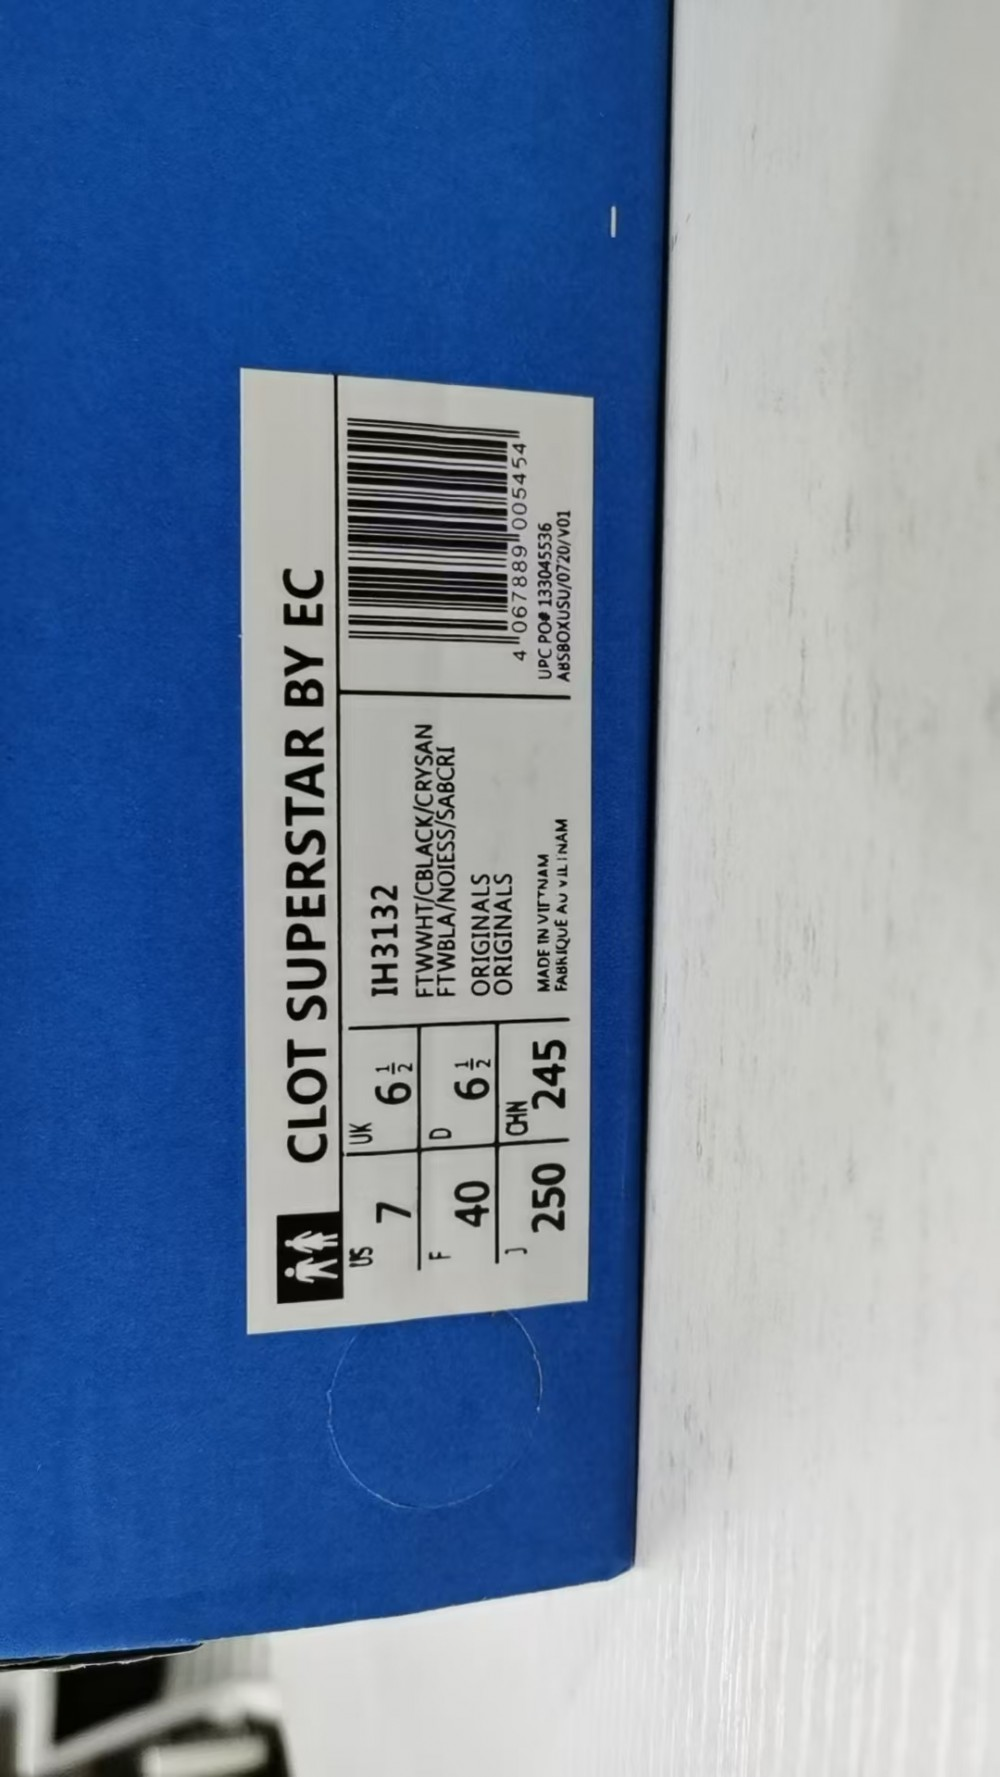 CLOT SUPERSTAR BY EC
US 7
UK 6 1/2
F 40
D 6 1/2
J 250
CHN 245
IH3132
FTWWHT/CBLACK/CRYSAN
FTWBLA/NOIESS/SABCRI
ORIGINALS
ORIGINALS
MADE IN VIETNAM
FABRIQUÉ AU VIETNAM
4 067889 005454
UPC PO# 133045536
ABSBOXUSU/0720/V01